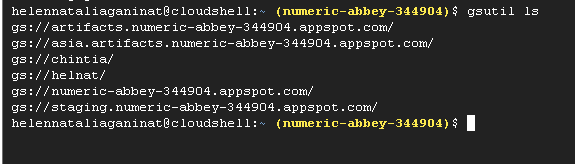 helennataliaganinat@cloudshell:~ (numeric-abbey-344904)$ gsutil ls
gs://artifacts.numeric-abbey-344904.appspot.com/
gs://asia.artifacts.numeric-abbey-344904.appspot.com/
gs://chintia/
gs://helnat/
gs://numeric-abbey-344904.appspot.com/
gs://staging.numeric-abbey-344904.appspot.com/
helennataliaganinat@cloudshell:~ (numeric-abbey-344904)$